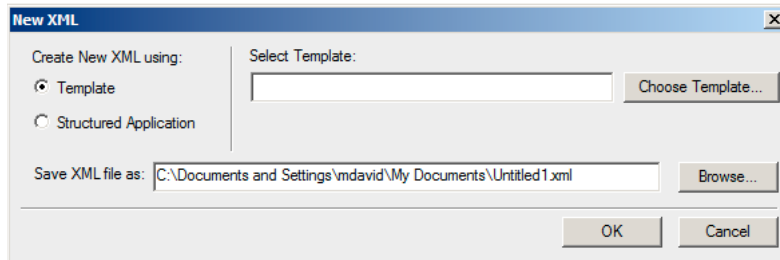 New XML
Create New XML using:
Select Template:
Template
Choose Template...
Structured Application
Save XML file as: C:\Documents and Settings\mdavid\My Documents\Untitled1.xml Browse...
OK Cancel